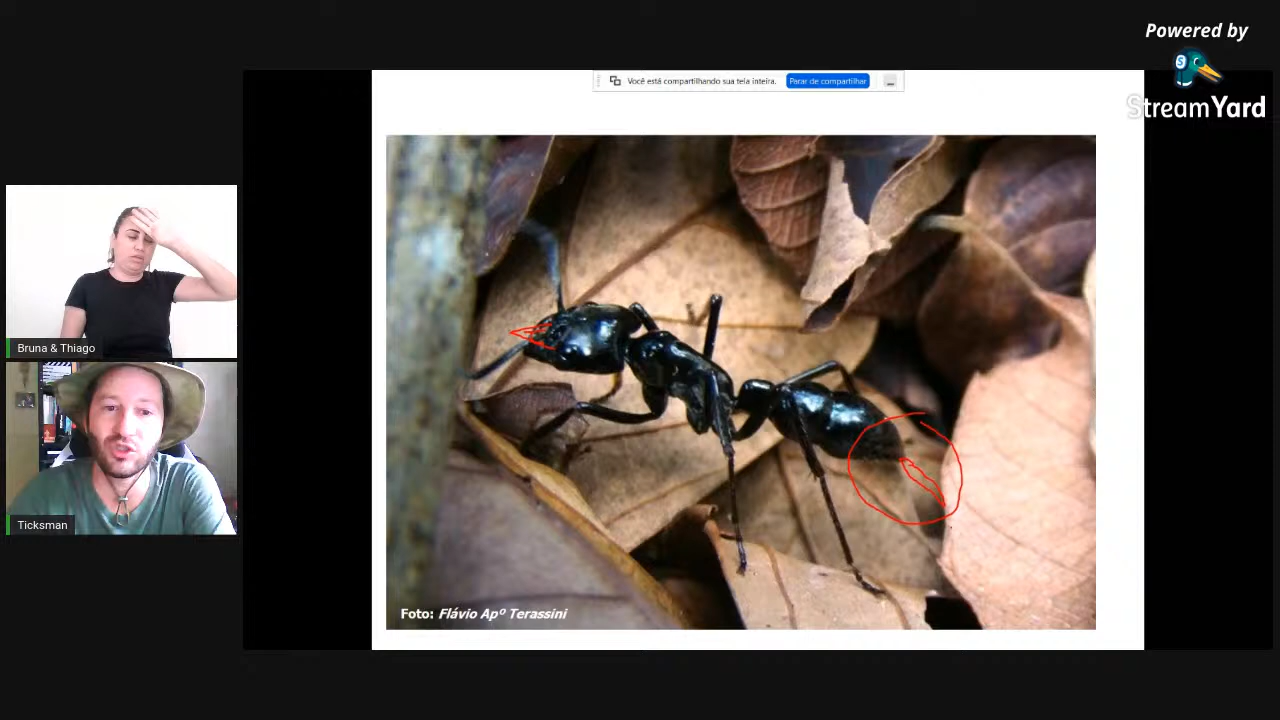 Powered by
StreamYard
Você está compartilhando sua tela inteira. Parar de compartilhar
Bruna & Thiago
Ticksman
Foto: Flávio Apº Terassini